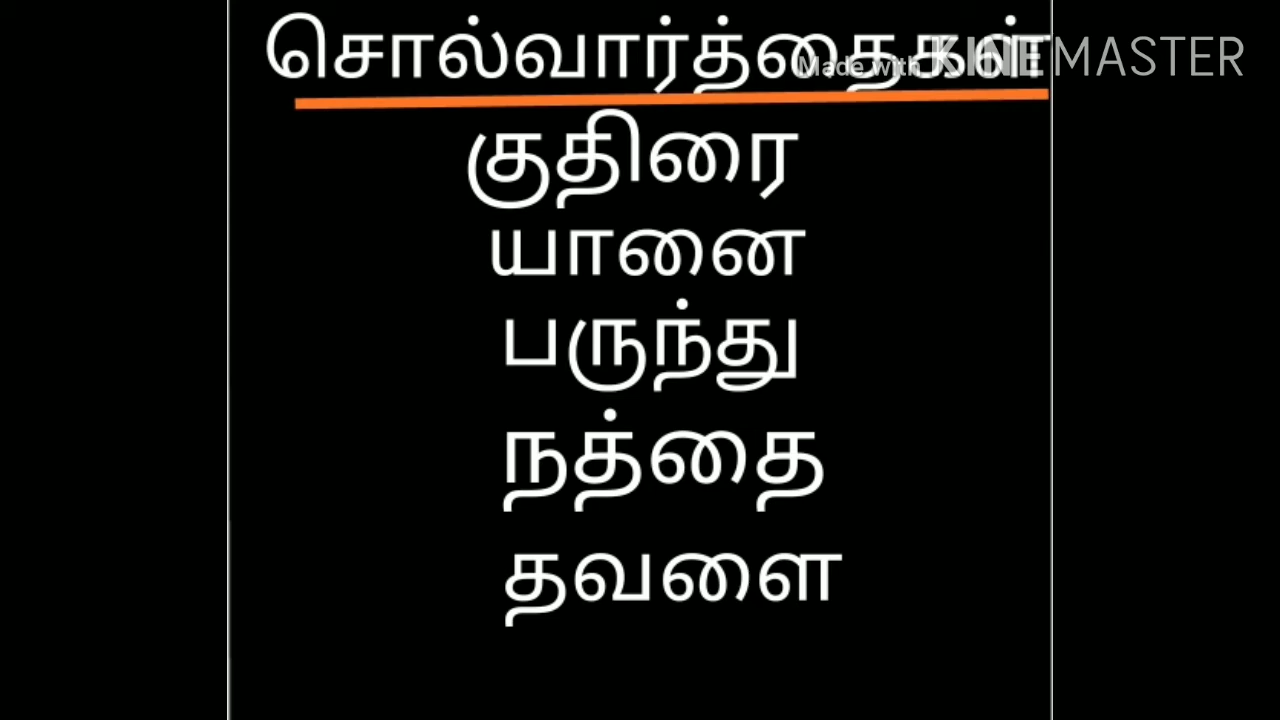 சொல்வார்த்தைகள்
Made with KINEMASTER
குதிரை
யானை
பருந்து
நத்தை
தவளை